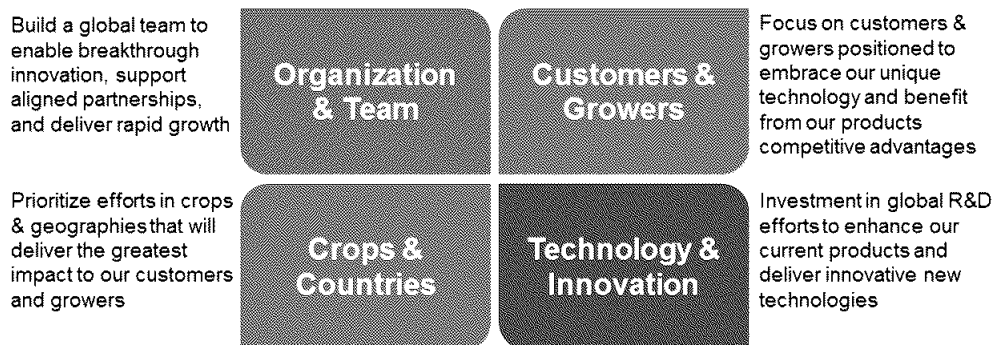 Build a global team to
enable breakthrough
innovation, support
aligned partnerships,
and deliver rapid growth
Organization
& Team
Customers &
Growers
Focus on customers &
growers positioned to
embrace our unique
technology and benefit
from our products
competitive advantages
Prioritize efforts in crops
& geographies that will
deliver the greatest
impact to our customers
and growers
Crops &
Countries
Technology &
Innovation
Investment in global R&D
efforts to enhance our
current products and
deliver innovative new
technologies